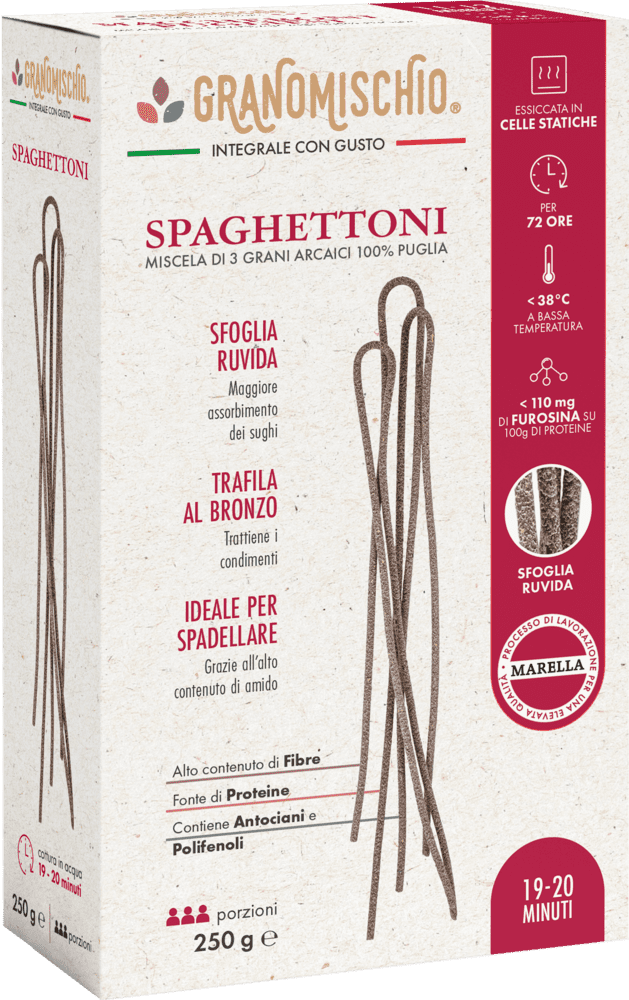 GRANOMISCHIO®
INTEGRALE CON GUSTO
SPAGHETTONI
cottura in acqua
19 - 20 minuti
250 g e
porzioni
GRANOMISCHIO®
INTEGRALE CON GUSTO
SPAGHETTONI
MISCELA DI 3 GRANI ARCAICI 100% PUGLIA
SFOGLIA
RUVIDA
Maggiore
assorbimento
dei sughi
TRAFILA
AL BRONZO
Trattiene i
condimenti
IDEALE PER
SPADELLARE
Grazie all'alto
contenuto di amido
Alto contenuto di Fibre
Fonte di Proteine
Contiene Antociani e
Polifenoli
porzioni
250 g e
ESSICCATA IN
CELLE STATICHE
PER
72 ORE
< 38°C
A BASSA
TEMPERATURA
< 110 mg
DI FUROSINA SU
100g DI PROTEINE
SFOGLIA
RUVIDA
PROCESSO DI LAVORAZIONE PER UNA ELEVATA QUALITÀ
MARELLA
19-20
MINUTI